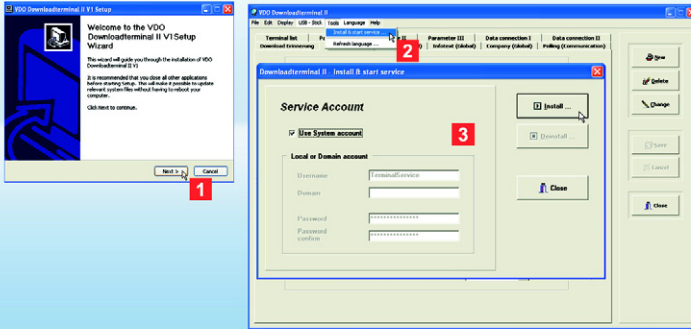 VDO Downloadterminal II V1 Setup
Welcome to the VDO
Downloadterminal II V1 Setup
Wizard
This wizard will guide you through the installation of VDO
Downloadterminal II V1
It is recommended that you close all other applications
before starting Setup. This will make it possible to update
relevant system files without having to reboot your
computer.
Click Next to continue.
Next >
Cancel
1
VDO Downloadterminal II
File Edit Display USB - Stick Tools Language Help
Install & start service ...
Refresh language ...
2
Terminal list
Parameter III
Data connection I
Data connection II
Download Erinnerung
Infotext (Global)
Company (Global)
Polling (Communication)
New
Delete
Change
Save
Cancel
Close
Downloadterminal II - Install & start service
Service Account
Use System account
3
Local or Domain account
Username
TerminalService
Domain
Password
***************
Password
confirm
***************
Install ...
Deinstall ...
Close